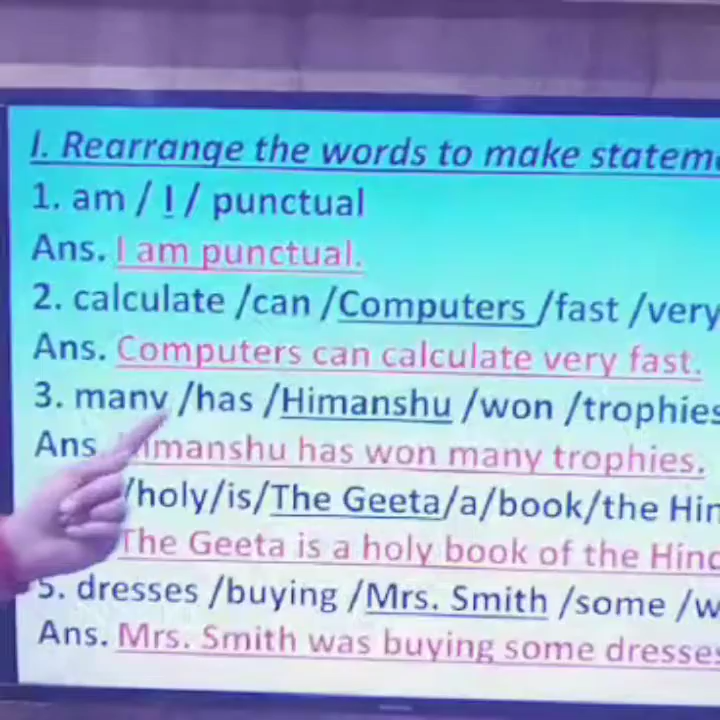 I. Rearrange the words to make statem
1. am / I / punctual
Ans. I am punctual.
2. calculate /can /Computers /fast /very
Ans. Computers can calculate very fast.
3. many /has /Himanshu /won /trophies
Ans. Himanshu has won many trophies.
/holy/is/The Geeta/a/book/the Hin
The Geeta is a holy book of the Hind
5. dresses /buying /Mrs. Smith /some /w
Ans. Mrs. Smith was buying some dresses